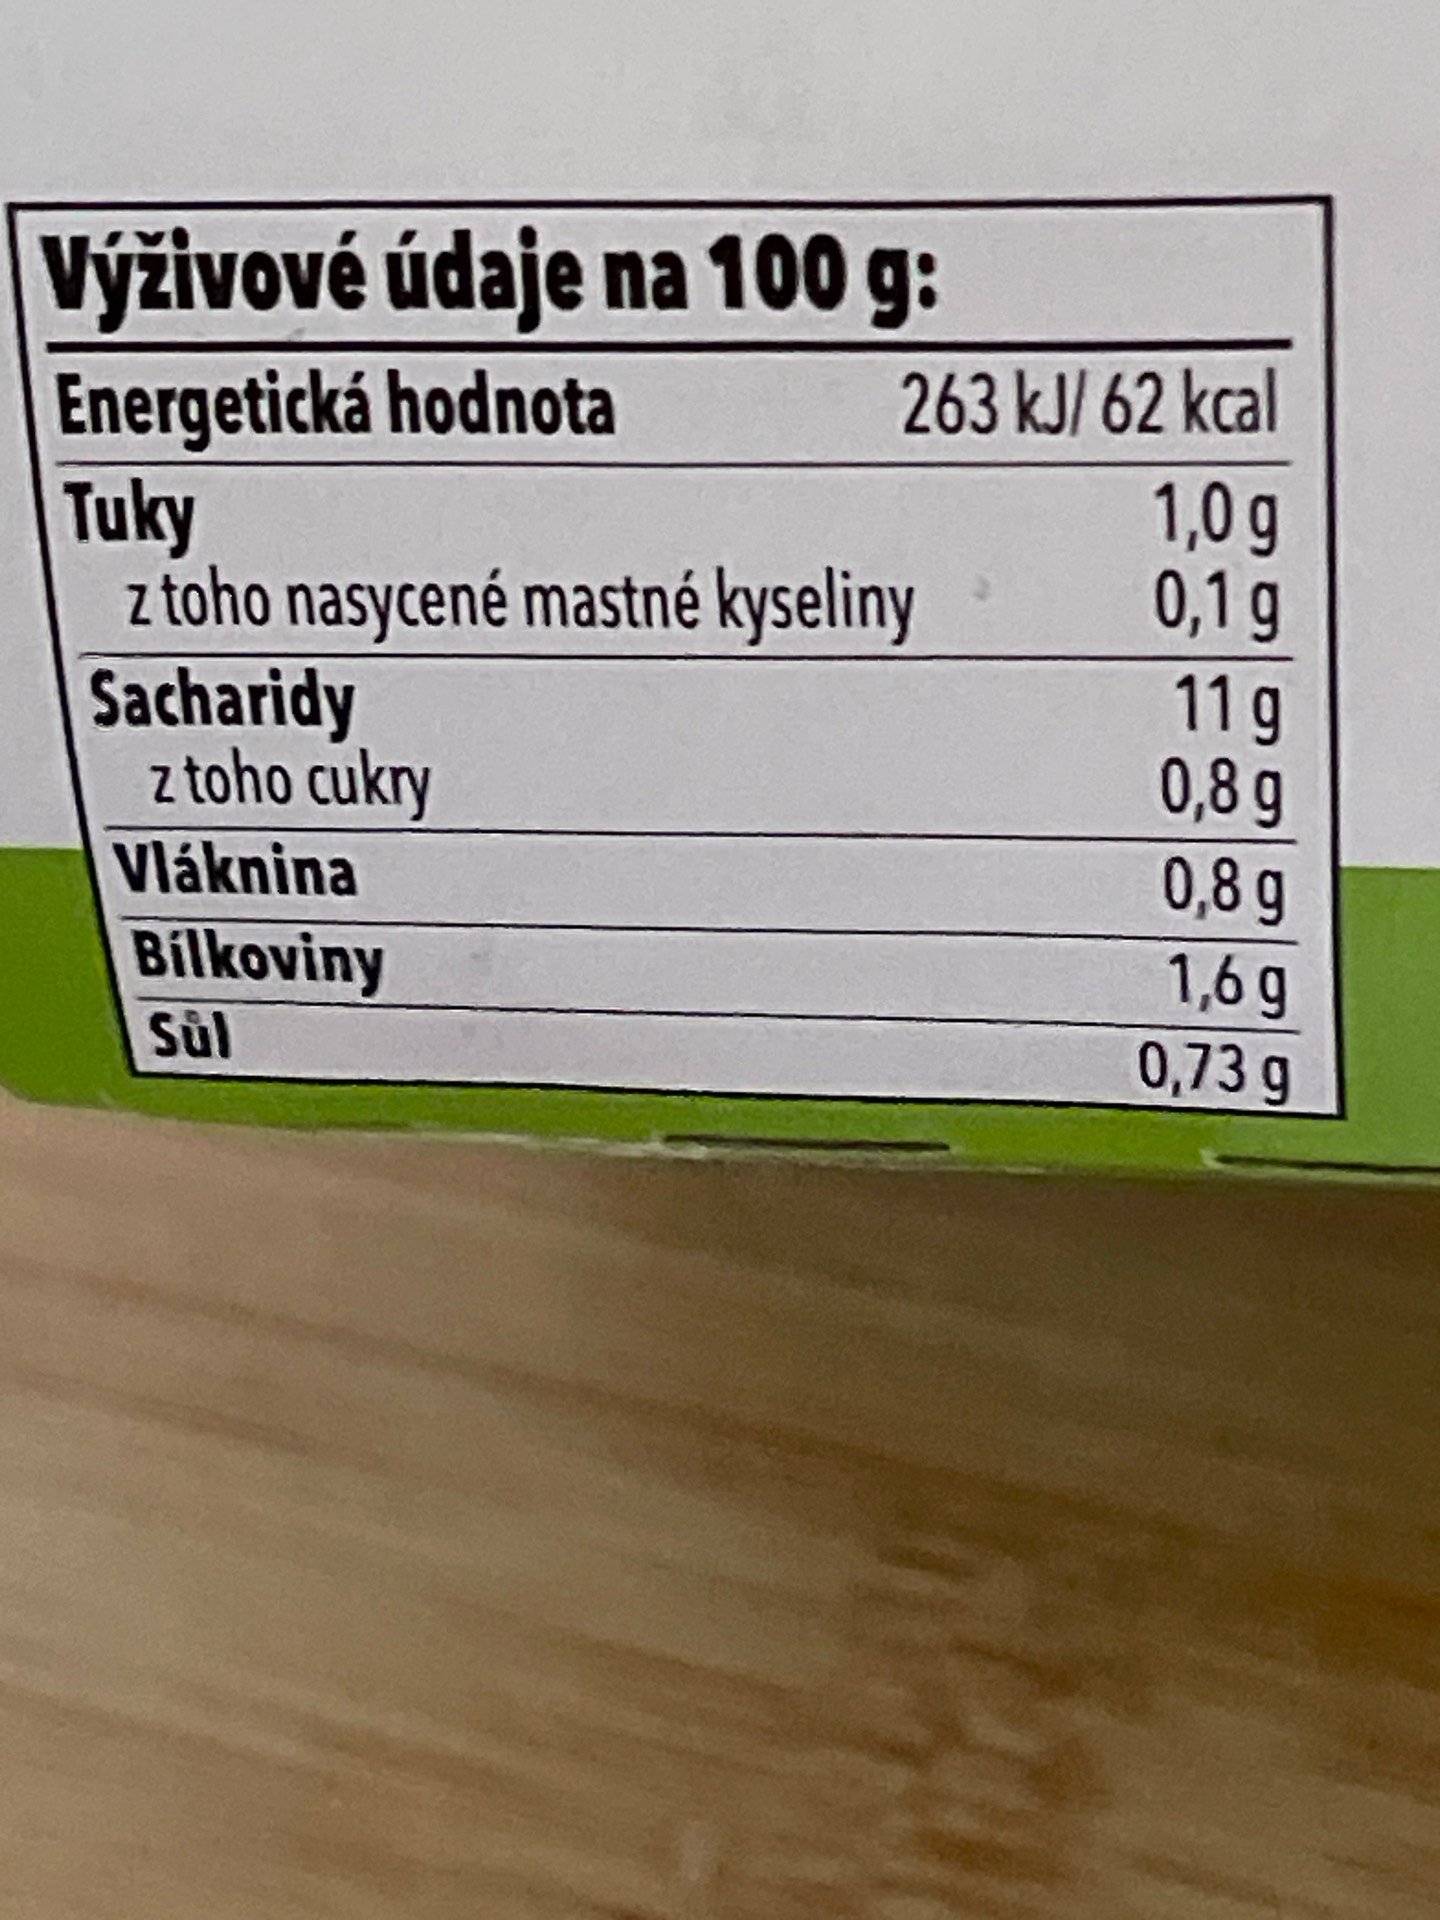 Výživové údaje na 100 g:
Energetická hodnota 263 kJ/ 62 kcal
Tuky 1,0 g
z toho nasycené mastné kyseliny 0,1 g
Sacharidy 11 g
z toho cukry 0,8 g
Vláknina 0,8 g
Bílkoviny 1,6 g
Sůl 0,73 g